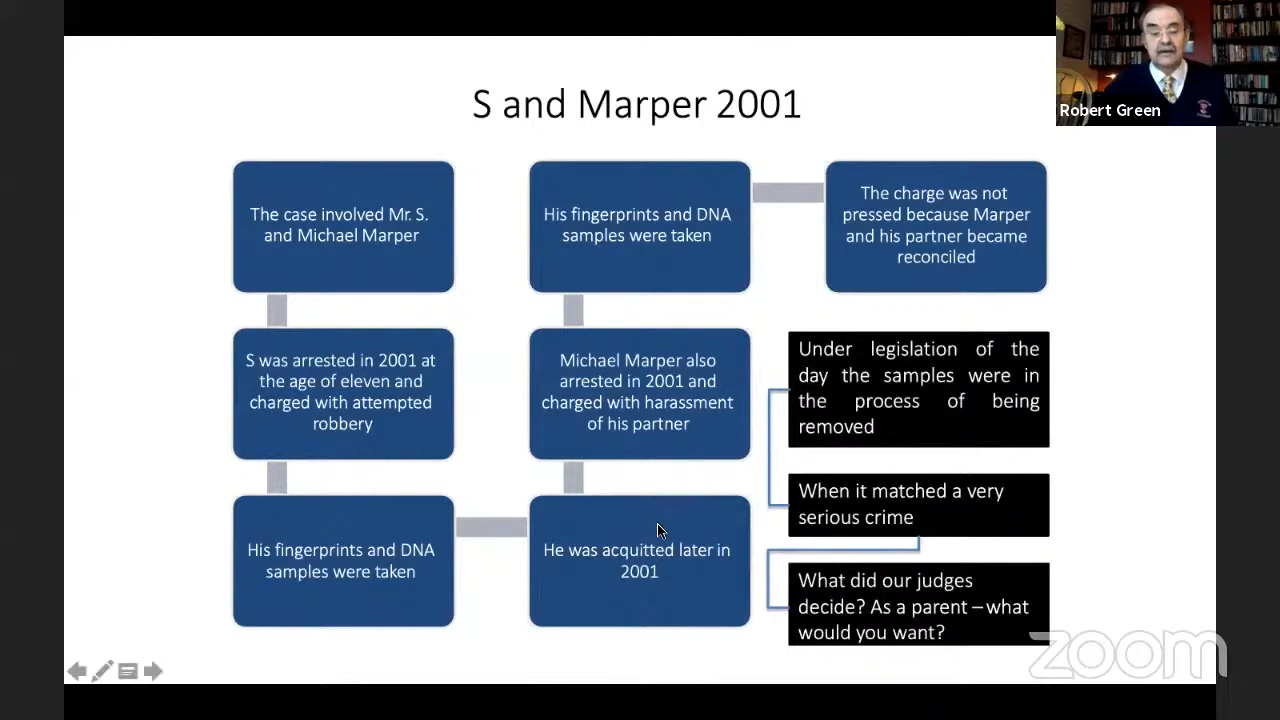 S and Marper 2001
Robert Green
The case involved Mr. S.
and Michael Marper
S was arrested in 2001 at
the age of eleven and
charged with attempted
robbery
His fingerprints and DNA
samples were taken
He was acquitted later in
2001
Michael Marper also
arrested in 2001 and
charged with harassment
of his partner
His fingerprints and DNA
samples were taken
The charge was not
pressed because Marper
and his partner became
reconciled
Under legislation of the
day the samples were in
the process of being
removed
When it matched a very
serious crime
What did our judges
decide? As a parent – what
would you want?
zoom